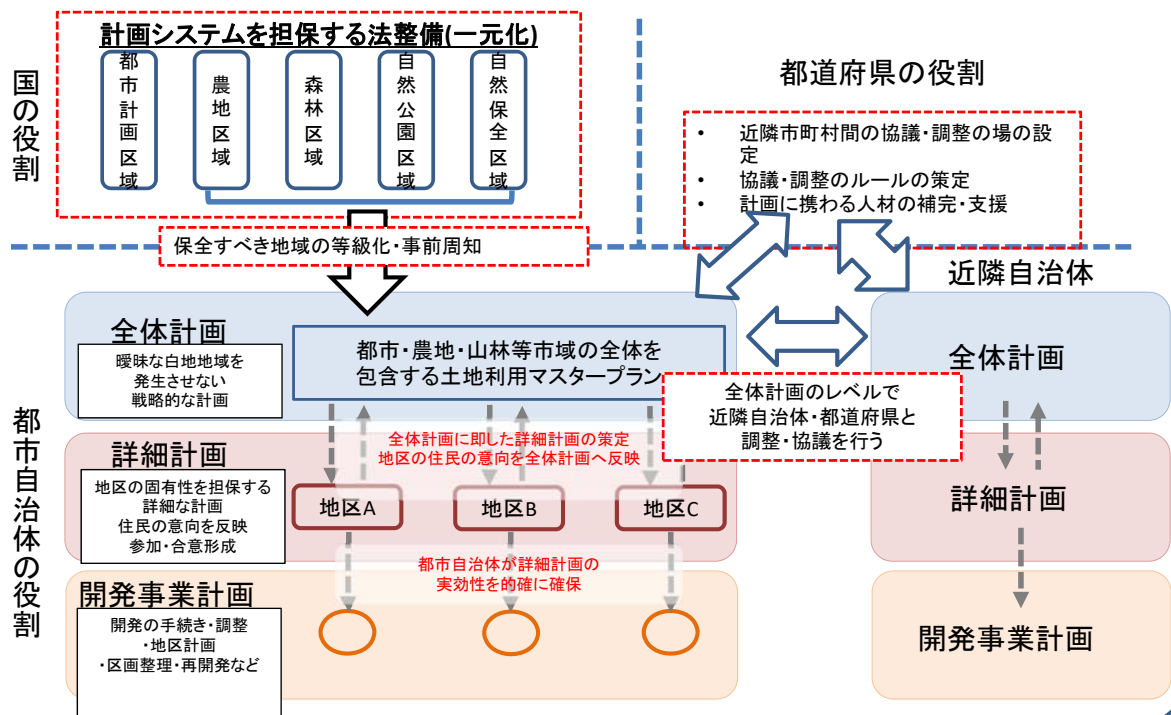 国の役割
計画システムを担保する法整備(一元化)
都市計画区域
農地区域
森林区域
自然公園区域
自然保全区域
都道府県の役割
• 近隣市町村間の協議・調整の場の設
定
• 協議・調整のルールの策定
• 計画に携わる人材の補完・支援
保全すべき地域の等級化・事前周知
近隣自治体
都市自治体の役割
全体計画
曖昧な白地地域を
発生させない
戦略的な計画
都市・農地・山林等市域の全体を
包含する土地利用マスタープラン
全体計画
全体計画のレベルで
近隣自治体・都道府県と
調整・協議を行う
全体計画に即した詳細計画の策定
地区の住民の意向を全体計画へ反映
詳細計画
地区の固有性を担保する
詳細な計画
住民の意向を反映
参加・合意形成
地区A
地区B
地区C
詳細計画
都市自治体が詳細計画の
実効性を的確に確保
開発事業計画
開発の手続き・調整
・地区計画
・区画整理・再開発など
開発事業計画